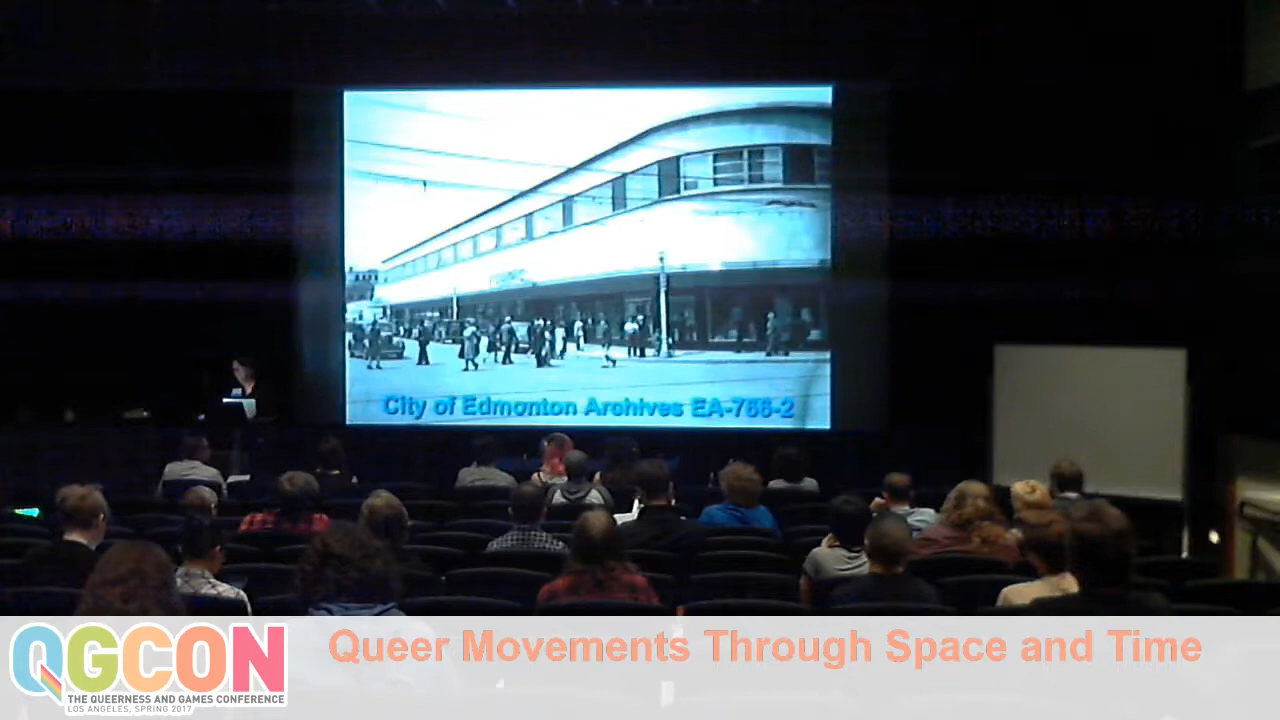 City of Edmonton Archives EA-766-2
QGCON
THE QUEERNESS AND GAMES CONFERENCE
LOS ANGELES, SPRING 2017
Queer Movements Through Space and Time